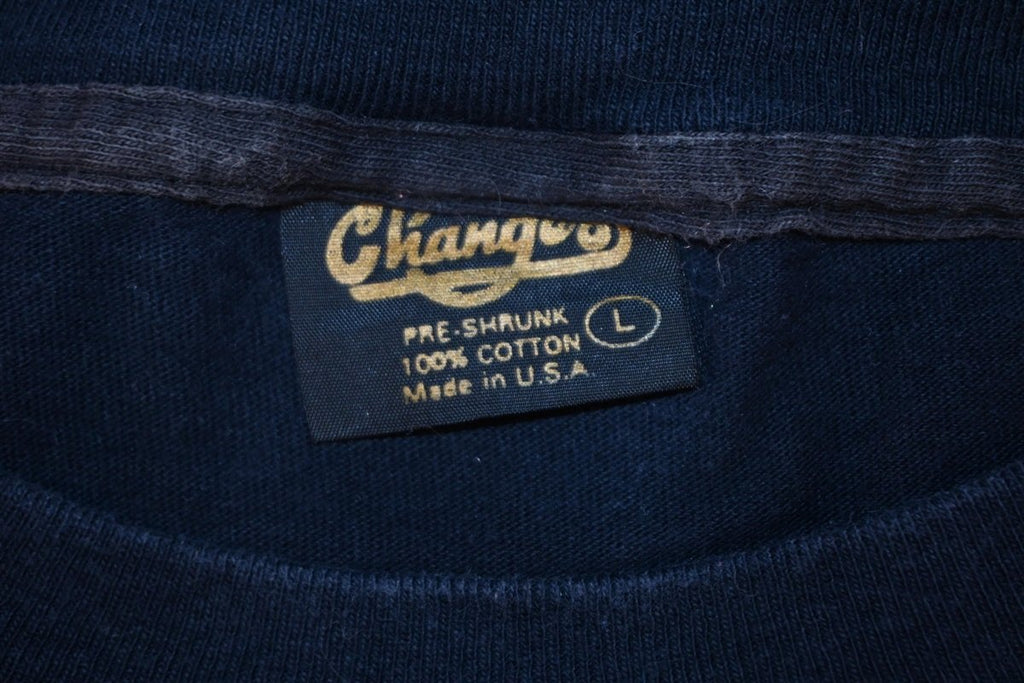 Changes
PRE-SHRUNK
100% COTTON
Made in U.S.A.
L